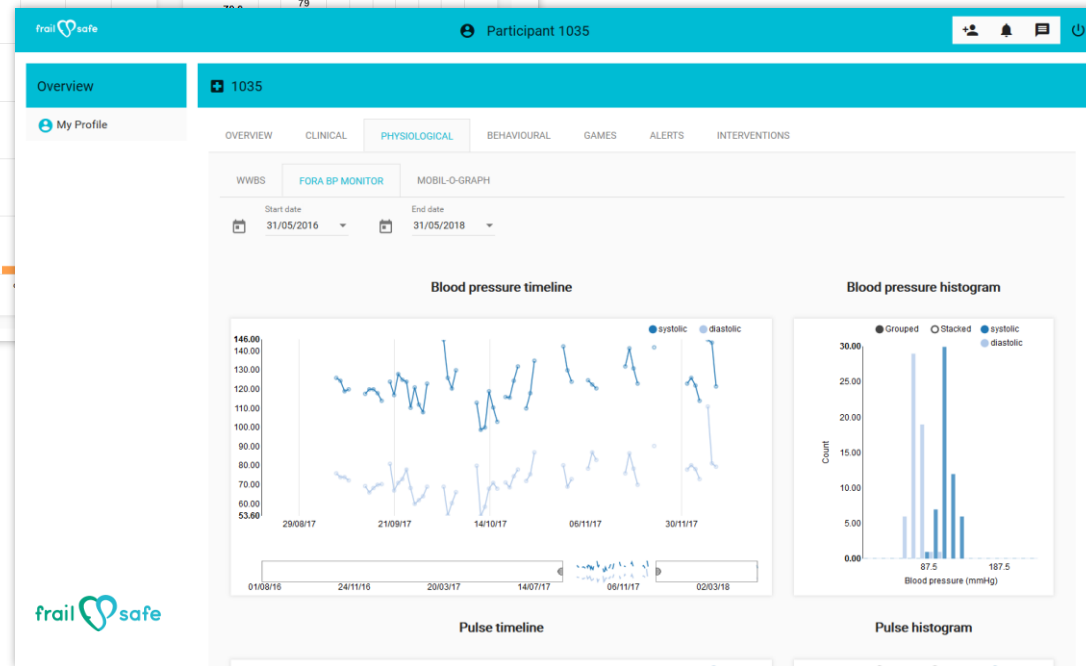 79
frail safe
Participant 1035
Overview
1035
My Profile
OVERVIEW CLINICAL PHYSIOLOGICAL BEHAVIOURAL GAMES ALERTS INTERVENTIONS
WWBS FORA BP MONITOR MOBIL-O-GRAPH
Start date End date
31/05/2016 31/05/2018
Blood pressure timeline
systolic diastolic
146.00
140.00
130.00
120.00
110.00
100.00
90.00
80.00
70.00
60.00
53.60
29/08/17 21/09/17 14/10/17 06/11/17 30/11/17
01/08/16 24/11/16 20/03/17 14/07/17 06/11/17 02/03/18
Blood pressure histogram
Grouped Stacked systolic
diastolic
30.00
25.00
20.00
15.00
10.00
5.00
0.00
Count
87.5 187.5
Blood pressure (mmHg)
frail safe
Pulse timeline
Pulse histogram